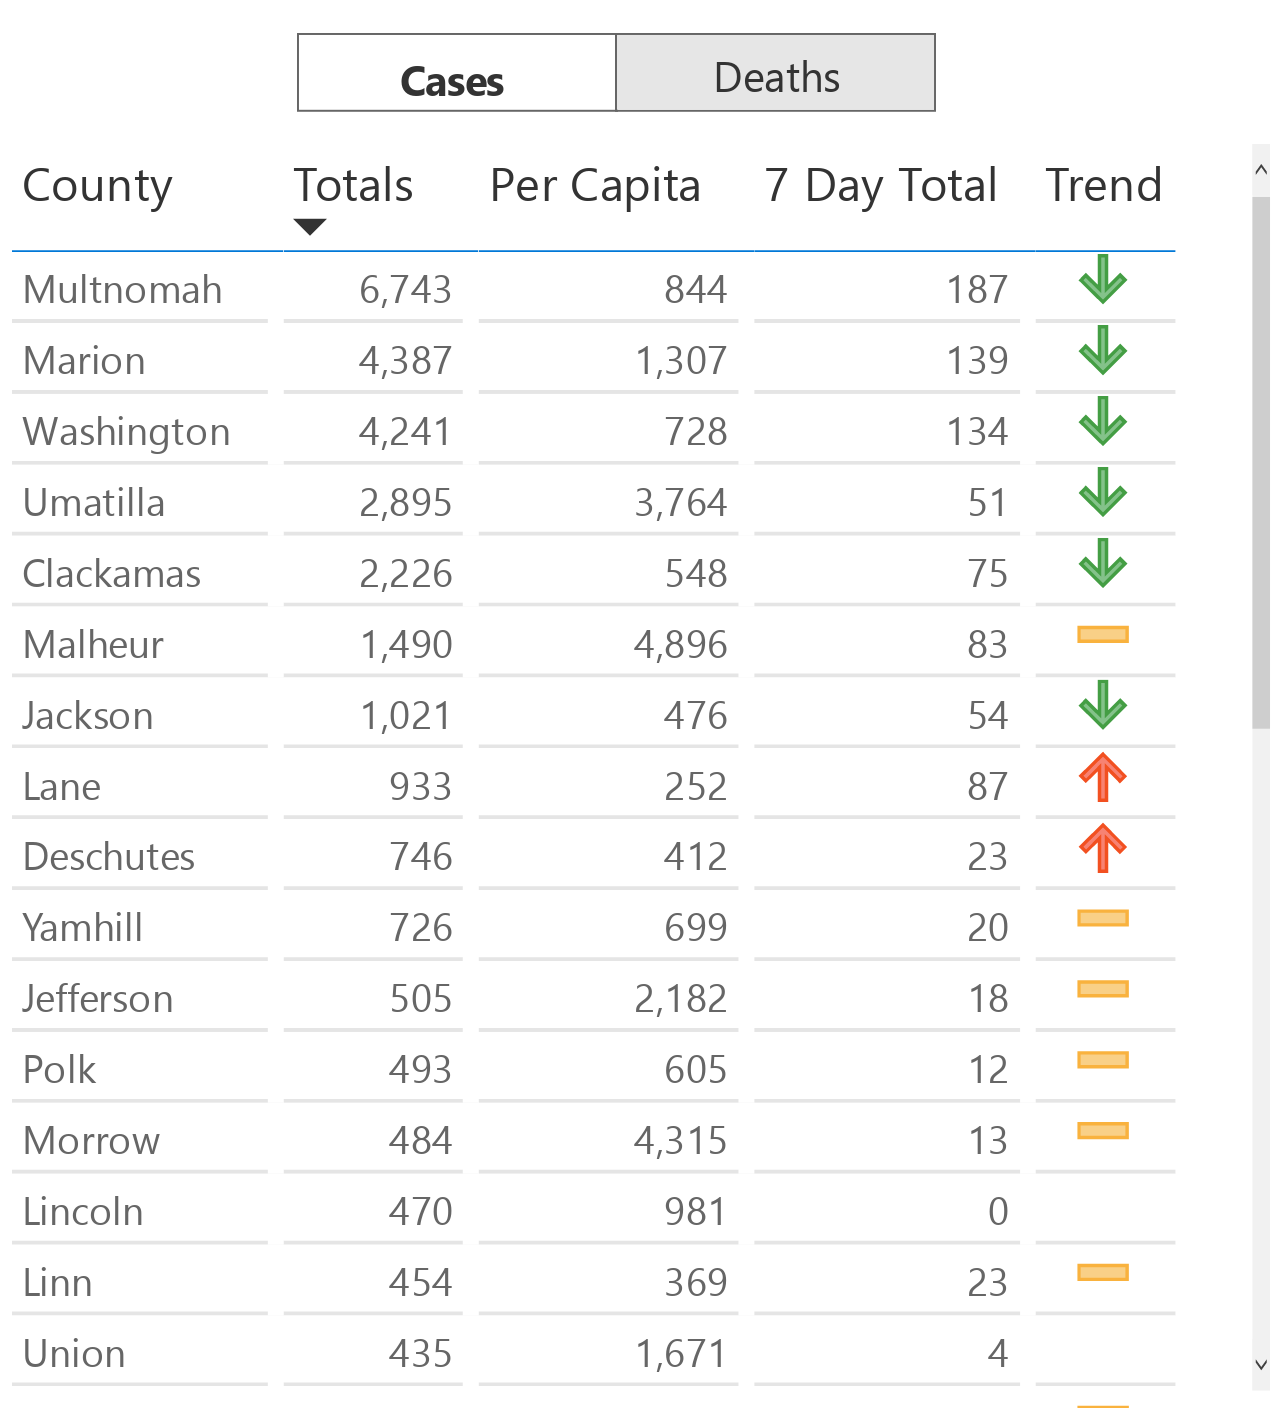 Cases Deaths
County Totals Per Capita 7 Day Total Trend
Multnomah 6,743 844 187
Marion 4,387 1,307 139
Washington 4,241 728 134
Umatilla 2,895 3,764 51
Clackamas 2,226 548 75
Malheur 1,490 4,896 83
Jackson 1,021 476 54
Lane 933 252 87
Deschutes 746 412 23
Yamhill 726 699 20
Jefferson 505 2,182 18
Polk 493 605 12
Morrow 484 4,315 13
Lincoln 470 981 0
Linn 454 369 23
Union 435 1,671 4